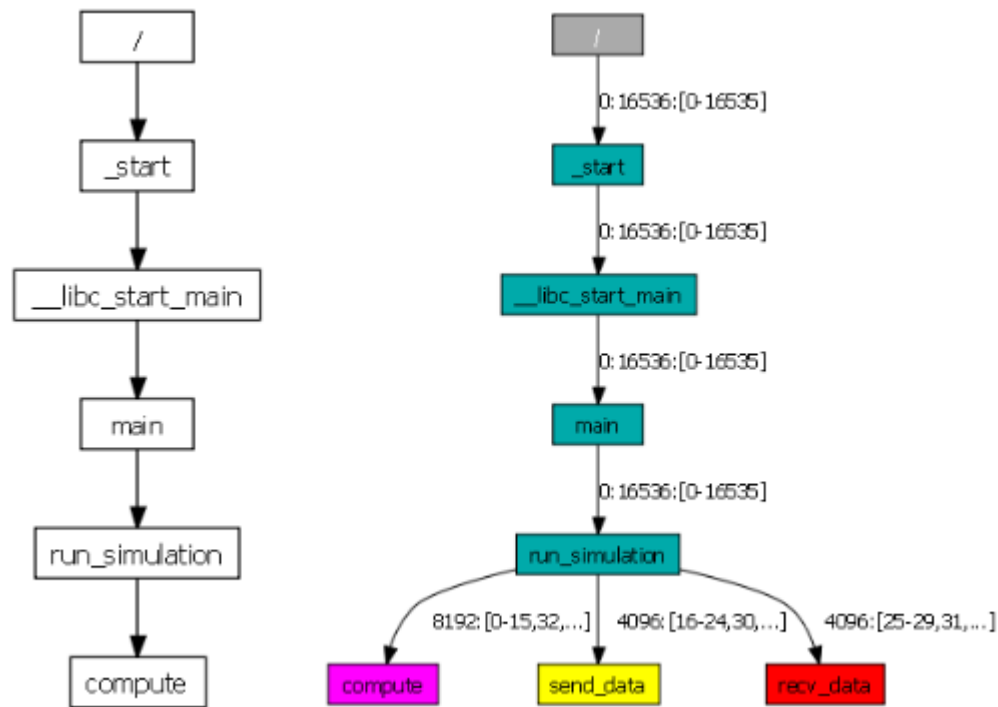 /
_start
__libc_start_main
main
run_simulation
compute
/
0:16536:[0-16535]
_start
0:16536:[0-16535]
__libc_start_main
0:16536:[0-16535]
main
0:16536:[0-16535]
run_simulation
8192:[0-15,32,...]
4096:[16-24,30,...]
4096:[25-29,31,...]
compute
send_data
recv_data